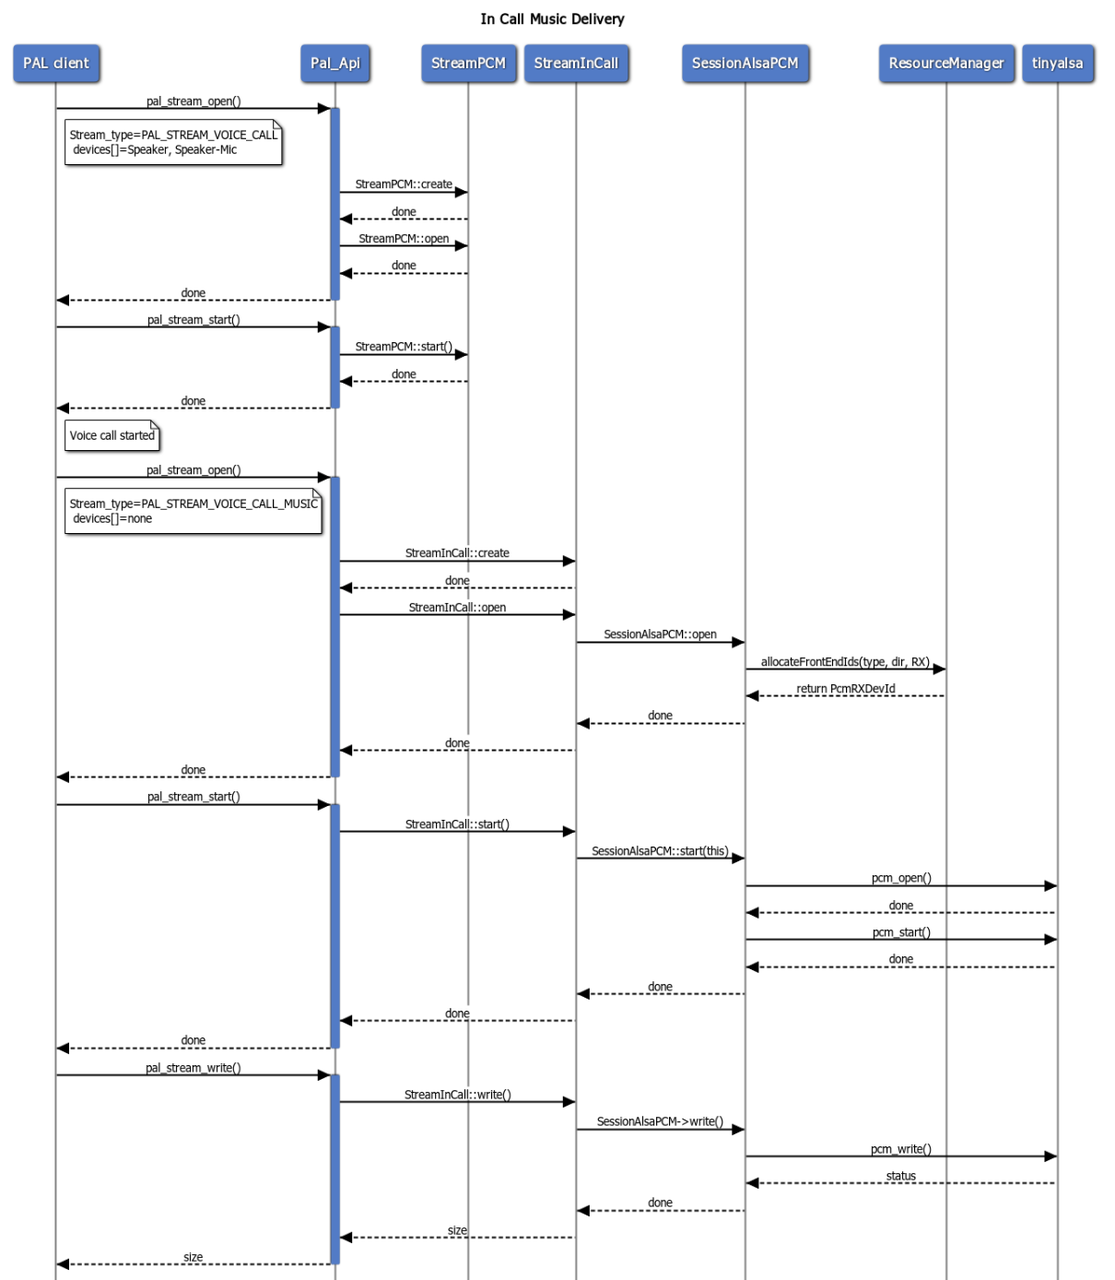 In Call Music Delivery
PAL client
Pal_Api
StreamPCM
StreamInCall
SessionAlsaPCM
ResourceManager
tinyalsa
pal_stream_open()
Stream_type=PAL_STREAM_VOICE_CALL
devices[]=Speaker, Speaker-Mic
StreamPCM::create
done
StreamPCM::open
done
done
pal_stream_start()
StreamPCM::start()
done
done
Voice call started
pal_stream_open()
Stream_type=PAL_STREAM_VOICE_CALL_MUSIC
devices[]=none
StreamInCall::create
done
StreamInCall::open
SessionAlsaPCM::open
allocateFrontEndIds(type, dir, RX)
return PcmRXDevId
done
done
done
pal_stream_start()
StreamInCall::start()
SessionAlsaPCM::start(this)
pcm_open()
done
pcm_start()
done
done
done
done
pal_stream_write()
StreamInCall::write()
SessionAlsaPCM->write()
pcm_write()
status
done
size
size